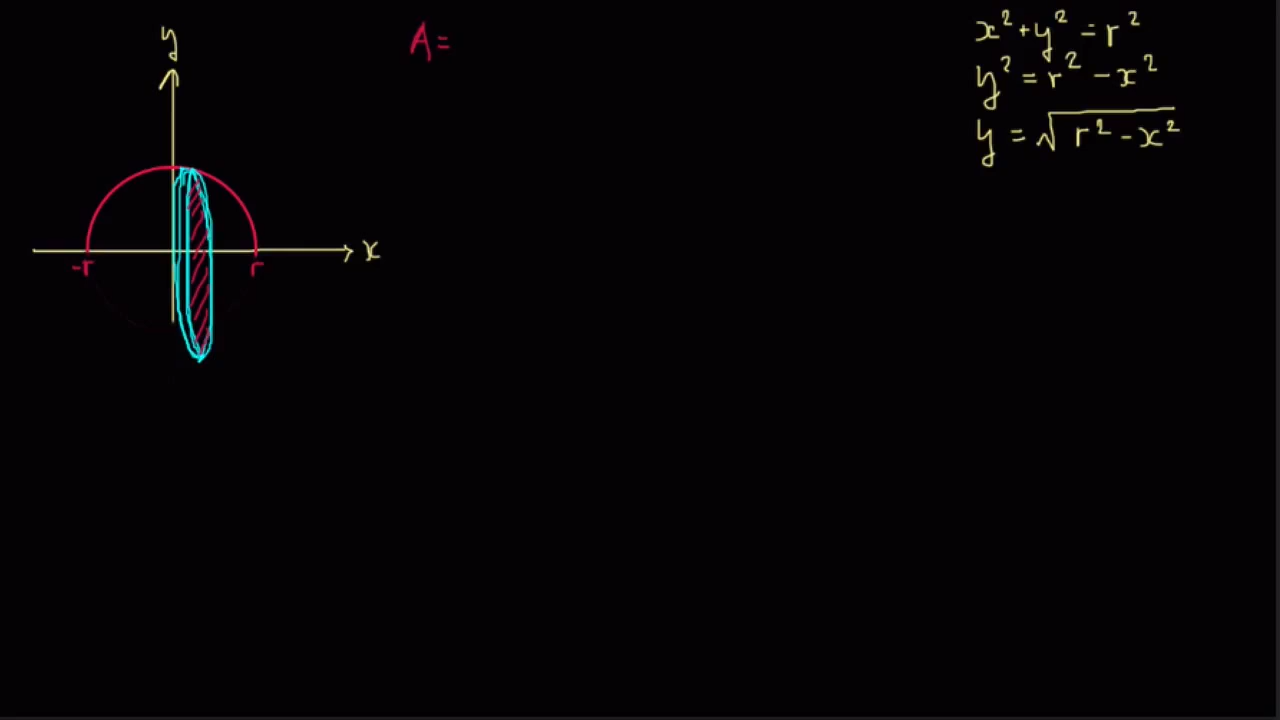 y
A=
x
-r
r
x² + y² = r²
y² = r² - x²
y = √(r² - x²)